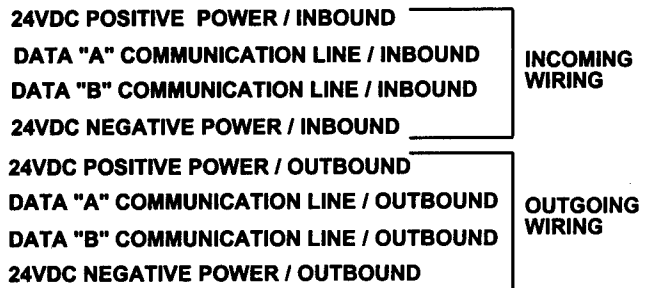 24VDC POSITIVE POWER / INBOUND
DATA "A" COMMUNICATION LINE / INBOUND
DATA "B" COMMUNICATION LINE / INBOUND
24VDC NEGATIVE POWER / INBOUND
INCOMING
WIRING
24VDC POSITIVE POWER / OUTBOUND
DATA "A" COMMUNICATION LINE / OUTBOUND
DATA "B" COMMUNICATION LINE / OUTBOUND
24VDC NEGATIVE POWER / OUTBOUND
OUTGOING
WIRING